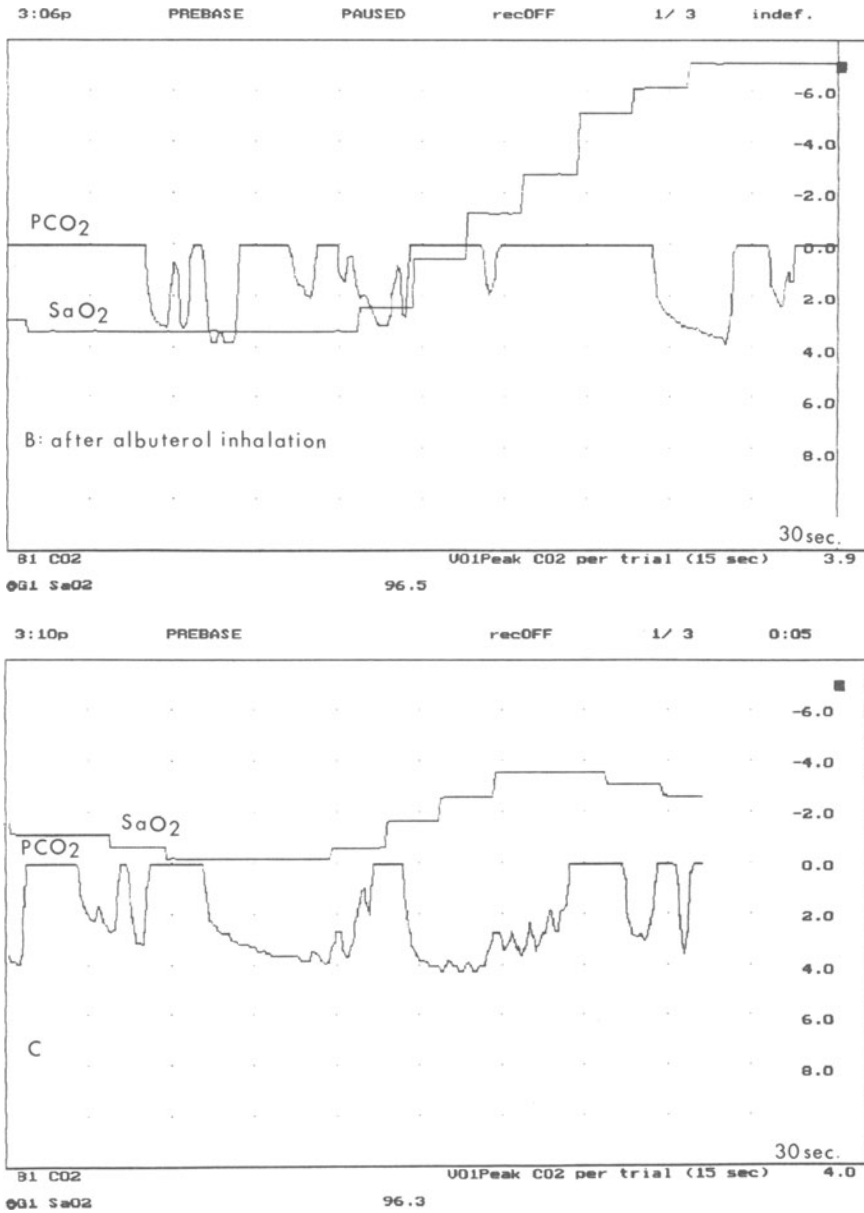 3:06p PREBASE PAUSED recOFF 1/ 3 indef.
-6.0
-4.0
-2.0
PCO2
0.0
SaO2
2.0
4.0
6.0
B: after albuterol inhalation
8.0
30 sec.
B1 CO2 V01Peak CO2 per trial (15 sec) 3.9
G1 SaO2 96.5
3:10p PREBASE recOFF 1/ 3 0:05
-6.0
-4.0
SaO2
-2.0
PCO2
0.0
2.0
4.0
6.0
C
8.0
30 sec.
B1 CO2 V01Peak CO2 per trial (15 sec) 4.0
G1 SaO2 96.3